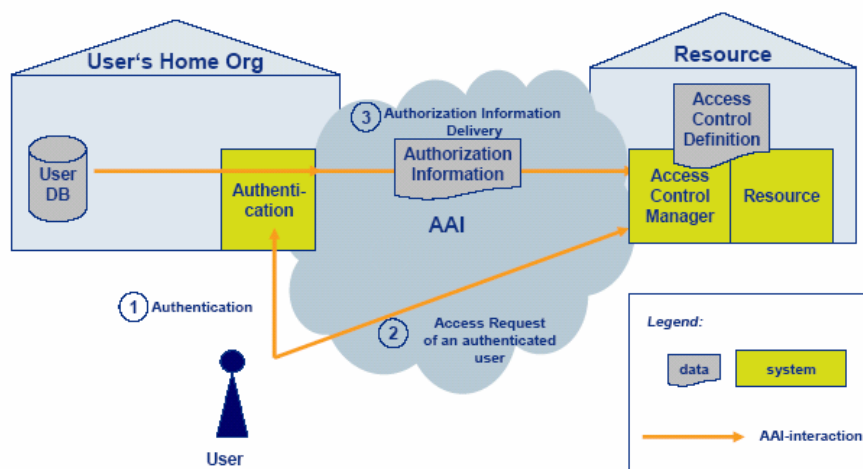 User's Home Org
Resource
3 Authorization Information
Delivery
Access
Control
Definition
User
DB
Authenti-
cation
Authorization
Information
Access
Control
Manager
Resource
AAI
1 Authentication
2
Access Request
of an authenticated
user
User
Legend:
data
system
AAI-interaction